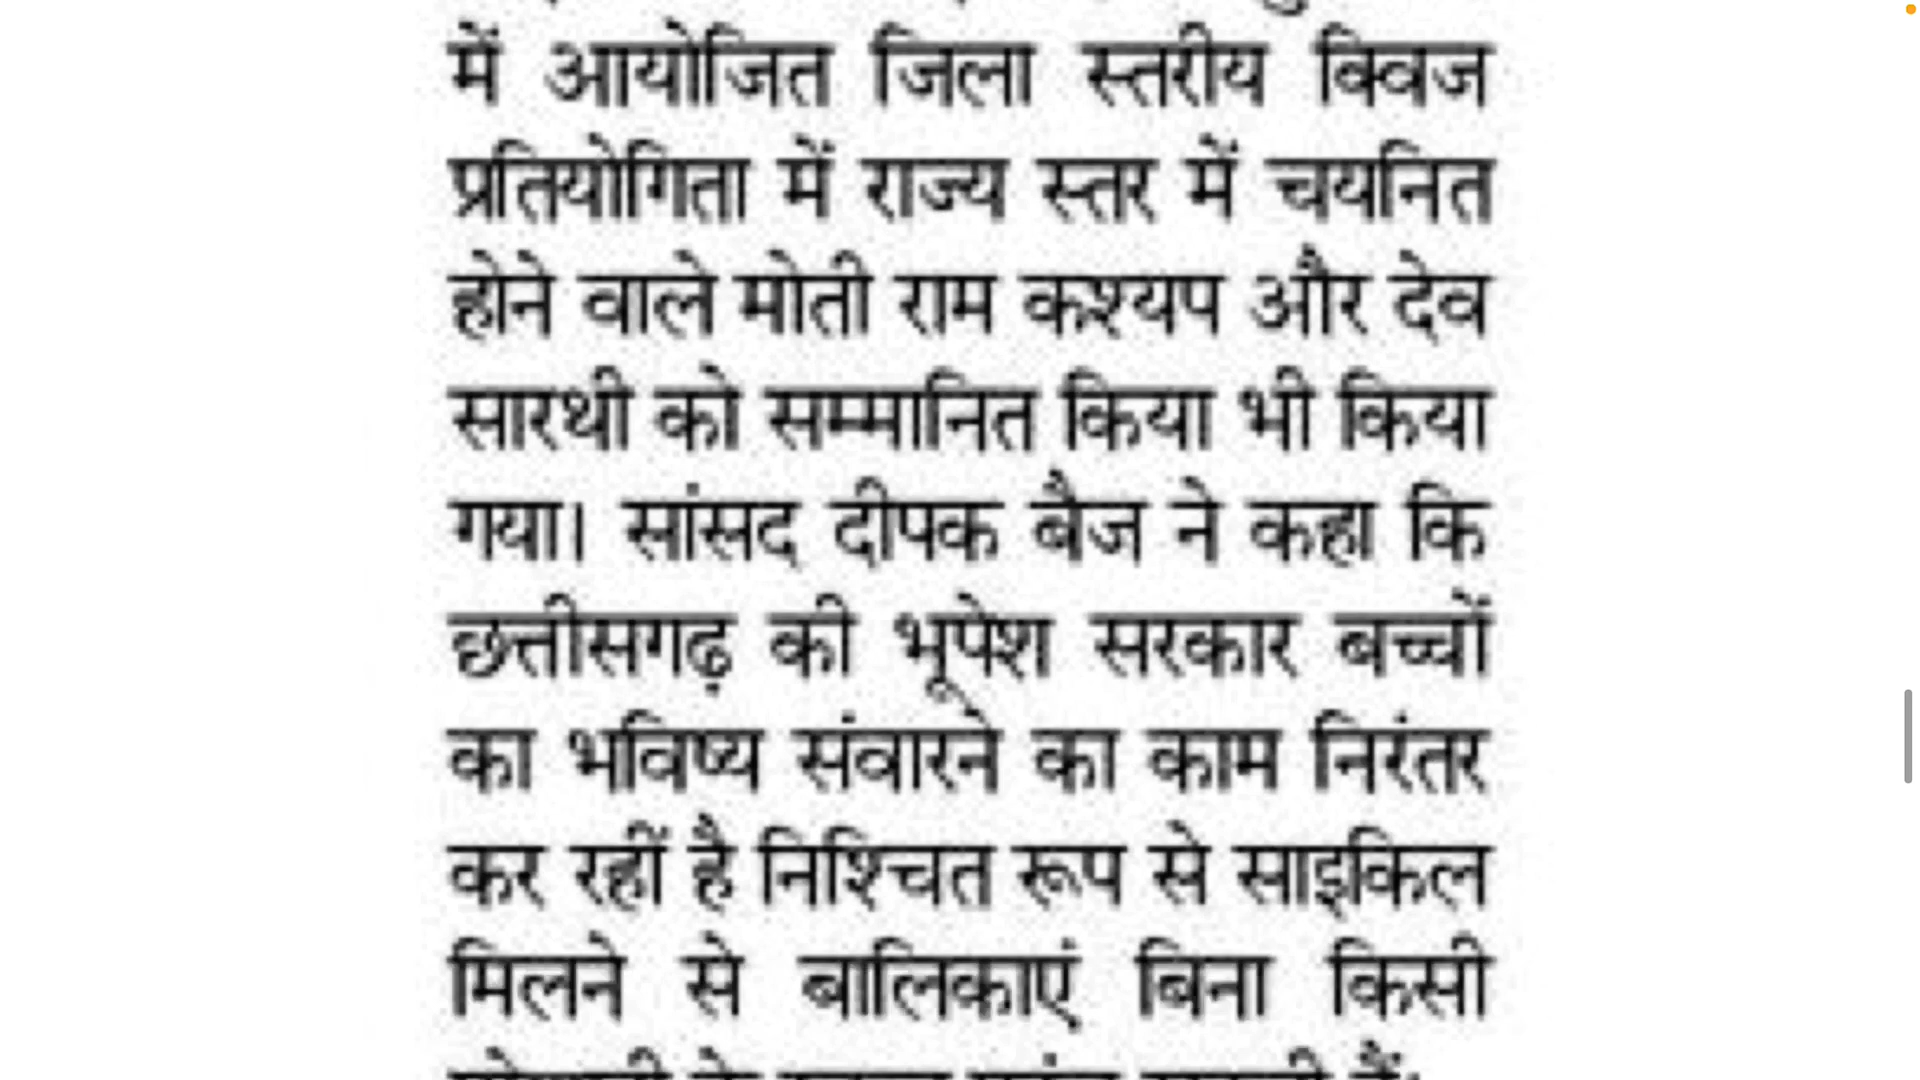 में आयोजित जिला स्तरीय क्विज
प्रतियोगिता में राज्य स्तर में चयनित
होने वाले मोती राम कश्यप और देव
सारथी को सम्मानित किया भी किया
गया। सांसद दीपक बैज ने कहा कि
छत्तीसगढ़ की भूपेश सरकार बच्चों
का भविष्य संवारने का काम निरंतर
कर रहीं है निश्चित रूप से साइकिल
मिलने से बालिकाएं बिना किसी